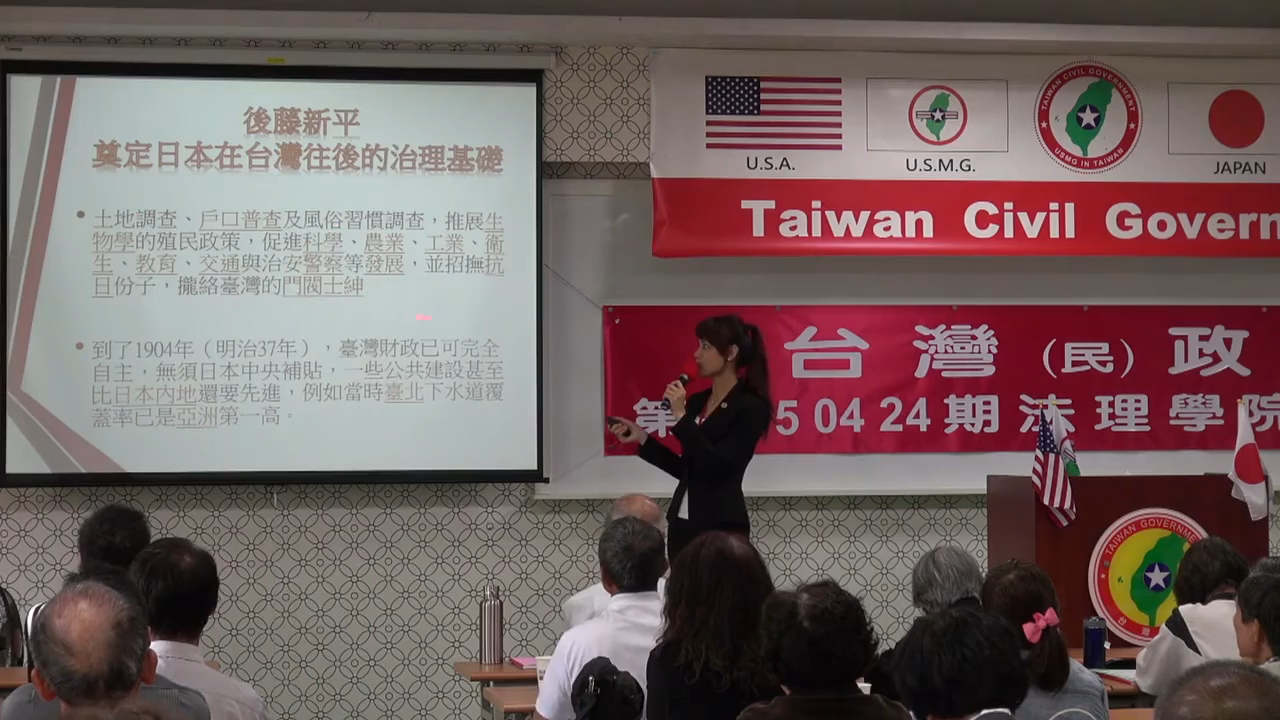 後藤新平
奠定日本在台灣往後的治理基礎
土地調查、戶口普查及風俗習慣調查，推展生
物學的殖民政策，促進科學、農業、工業、衛
生、教育、交通與治安警察等發展，並招撫抗
日份子，攏絡臺灣的門閥士紳
到了1904年（明治37年），臺灣財政已可完全
自主，無須日本中央補貼，一些公共建設甚至
比日本內地還要先進，例如當時臺北下水道覆
蓋率已是亞洲第一高。
U.S.A.
U.S.M.G.
TAIWAN CIVIL GOVERNMENT
USMG IN TAIWAN
JAPAN
Taiwan Civil Govern
台灣（民）政
第 5 04 24 期 法 理 學 院
TAIWAN GOVERNME
台灣